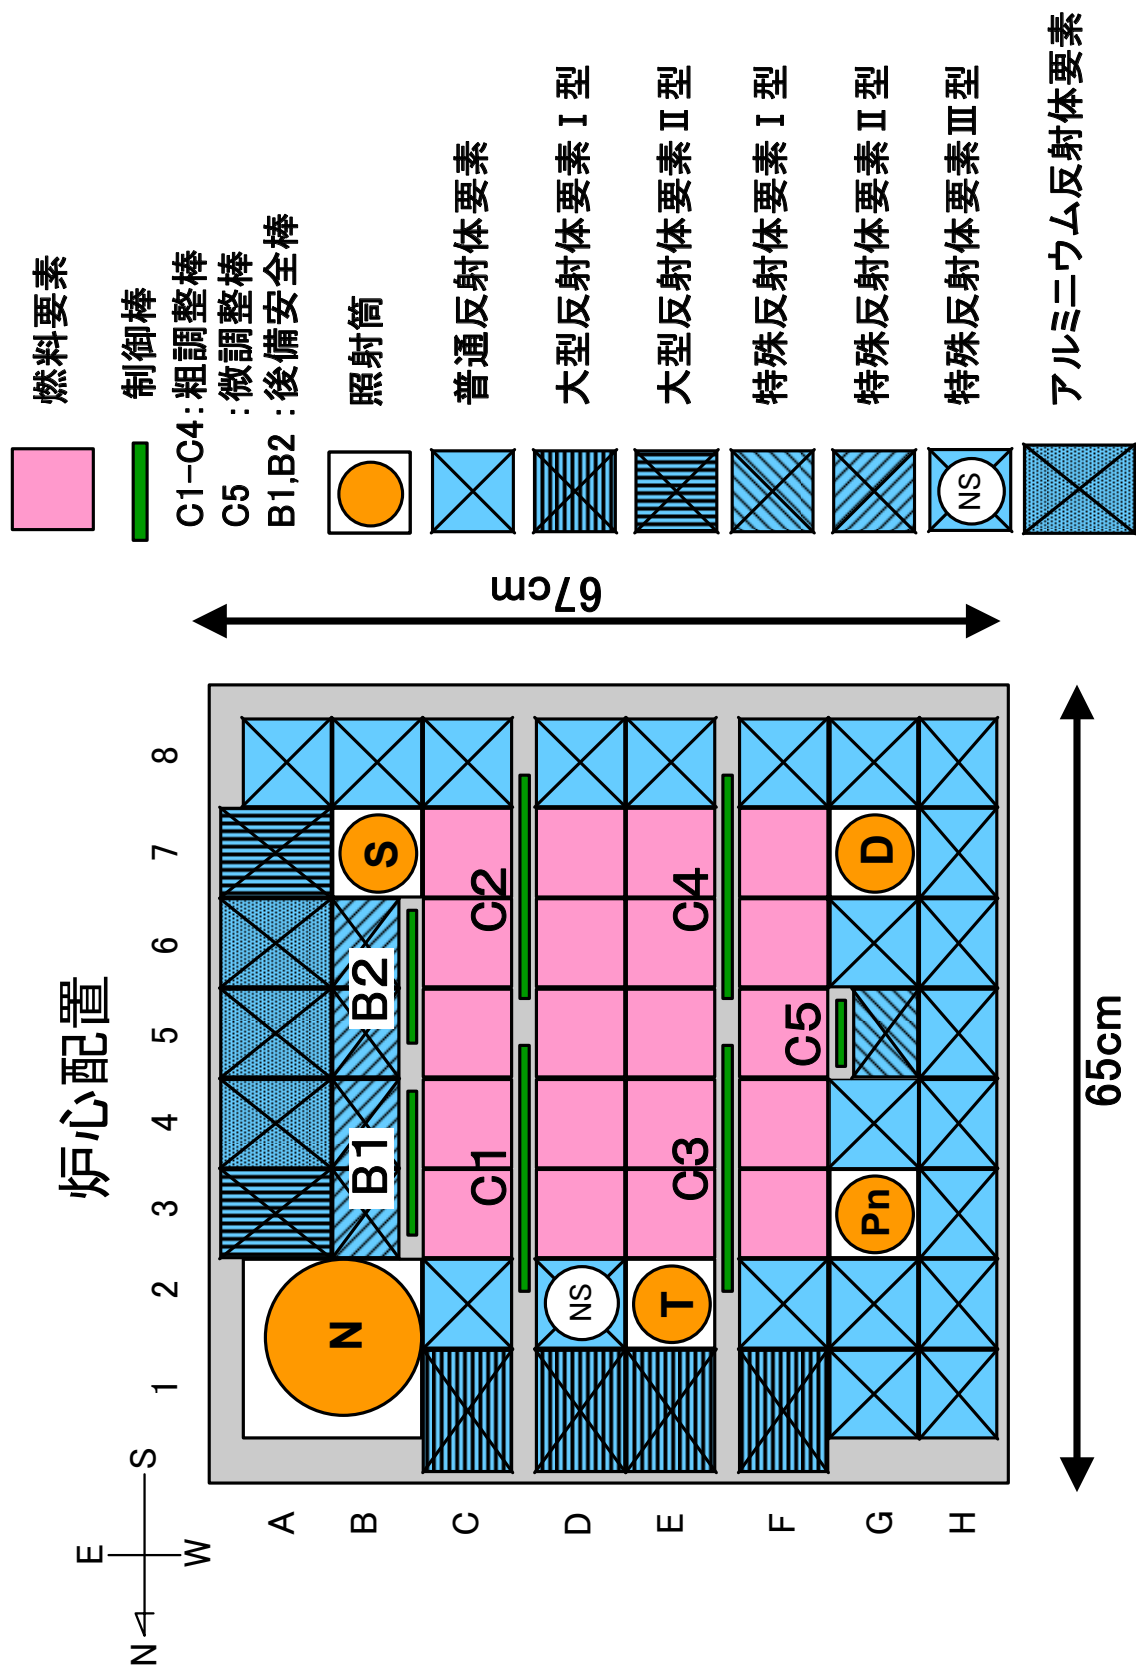 炉心配置
N
S
E
W
1
2
3
4
5
6
7
8
A
B
C
D
E
F
G
H
N
B1
B2
S
C1
C2
NS
T
C3
C4
C5
Pn
D
65cm
67cm
燃料要素
制御棒
C1-C4:粗調整棒
C5 :微調整棒
B1,B2:後備安全棒
照射筒
普通反射体要素
大型反射体要素Ⅰ型
大型反射体要素Ⅱ型
特殊反射体要素Ⅰ型
特殊反射体要素Ⅱ型
NS
特殊反射体要素Ⅲ型
アルミニウム反射体要素